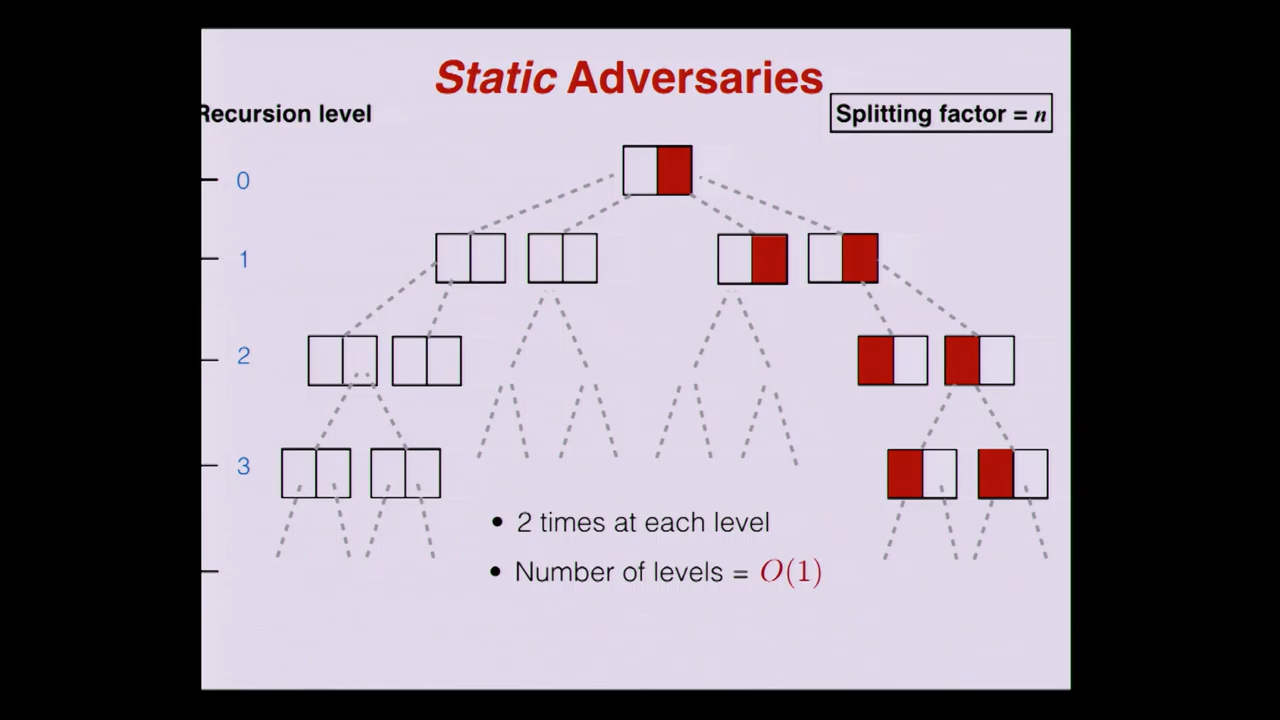 Static Adversaries
Recursion level
Splitting factor = n
0
1
2
3
• 2 times at each level
• Number of levels = O(1)